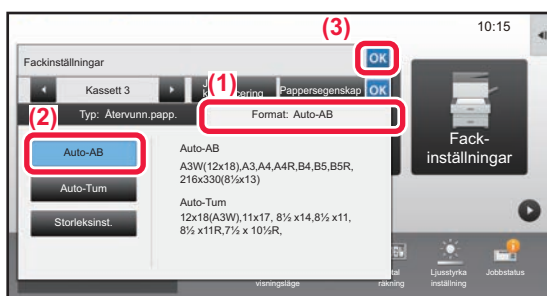 10:15
(3)
Fackinställningar
OK
(1)
Kassett 3
cering
Pappersegenskap
OK
(2)
Typ: Återvunn.papp.
Format: Auto-AB
Auto-AB
Auto-AB
A3W(12x18),A3,A4,A4R,B4,B5,B5R,
216x330(8½x13)
Auto-Tum
Auto-Tum
12x18(A3W),11x17, 8½ x14,8½ x11,
8½ x11R,7½ x 10½R,
Storleksinst.
Fack-
inställningar
visningsläge
räkning
Ljusstyrka
inställning
Jobbstatus